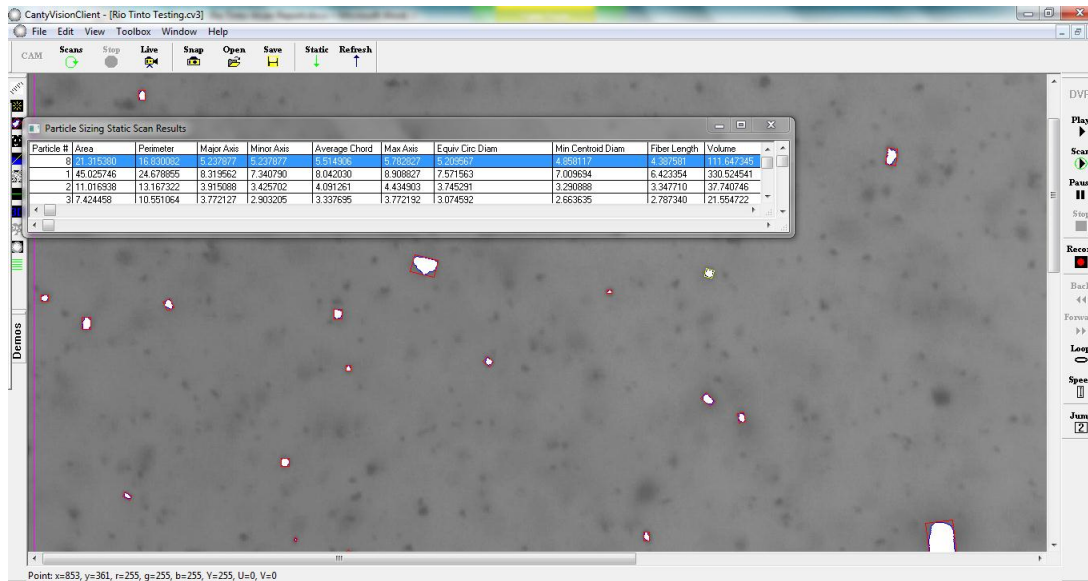 CantyVisionClient - [Rio Tinto Testing.cv3]
File Edit View Toolbox Window Help
CAM Scans Stop Live Snap Open Save Static Refresh
DVR
Play
Scan
Paus
Stop
Recor
Back
Forwa
Loop
Speed
Jump
2
Demos
Particle Sizing Static Scan Results
Particle # Area Perimeter Major Axis Minor Axis Average Chord Max Axis Equiv Circ Diam Min Centroid Diam Fiber Length Volume
8 21.315380 16.830082 5.237877 5.237877 5.514906 5.782827 5.209567 4.858117 4.387581 111.647345
1 45.025746 24.678855 8.319562 7.340790 8.042030 8.908827 7.571563 7.009694 6.423354 330.524541
2 11.016938 13.167322 3.915088 3.425702 4.091261 4.434903 3.745291 3.290888 3.347710 37.740746
3 7.424458 10.551064 3.772127 2.903205 3.337695 3.772192 3.074592 2.663635 2.787340 21.554722
Point: x=853, y=361, r=255, g=255, b=255, Y=255, U=0, V=0